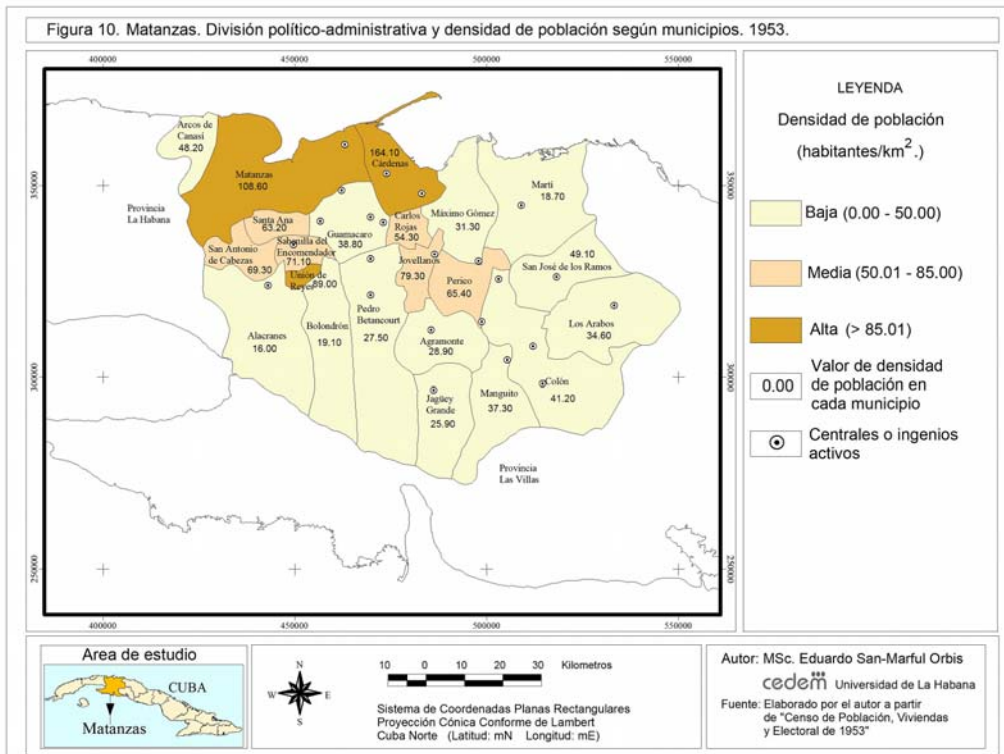 Figura 10. Matanzas. División político-administrativa y densidad de población según municipios. 1953.
400000
450000
500000
550000
350000
350000
300000
300000
250000
250000
400000
450000
500000
550000
Arcos de
Canasí
48.20
Matanzas
108.60
164.10
Cárdenas
Provincia
La Habana
Santa Ana
63.20
Guamacaro
38.80
Carlos
Rojas
54.30
Máximo Gómez
31.30
Martí
18.70
San Antonio
de Cabezas
69.30
Sabanilla del
Encomendador
71.10
Unión de
Reyes
89.00
Jovellanos
79.30
Perico
65.40
49.10
San José de los Ramos
Alacranes
16.00
Bolondrón
19.10
Pedro
Betancourt
27.50
Agramonte
28.90
Los Arabos
34.60
Jagüey
Grande
25.90
Manguito
37.30
Colón
41.20
Provincia
Las Villas
LEYENDA
Densidad de población
(habitantes/km².)
Baja (0.00 - 50.00)
Media (50.01 - 85.00)
Alta (> 85.01)
0.00
Valor de densidad
de población en
cada municipio
Centrales o ingenios
activos
Area de estudio
CUBA
Matanzas
N
W
E
S
10 0 10 20 30 Kilometros
Sistema de Coordenadas Planas Rectangulares
Proyección Cónica Conforme de Lambert
Cuba Norte (Latitud: mN Longitud: mE)
Autor: MSc. Eduardo San-Marful Orbis
cedem Universidad de La Habana
Fuente: Elaborado por el autor a partir
de "Censo de Población, Viviendas
y Electoral de 1953"